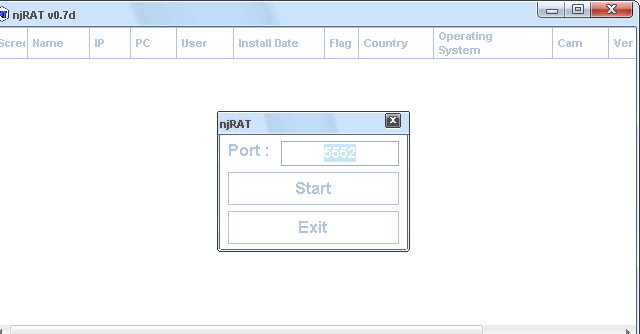 njRAT v0.7d
Name IP PC User Install Date Flag Country Operating System Cam Ver
njRAT
Port : 5552
Start
Exit